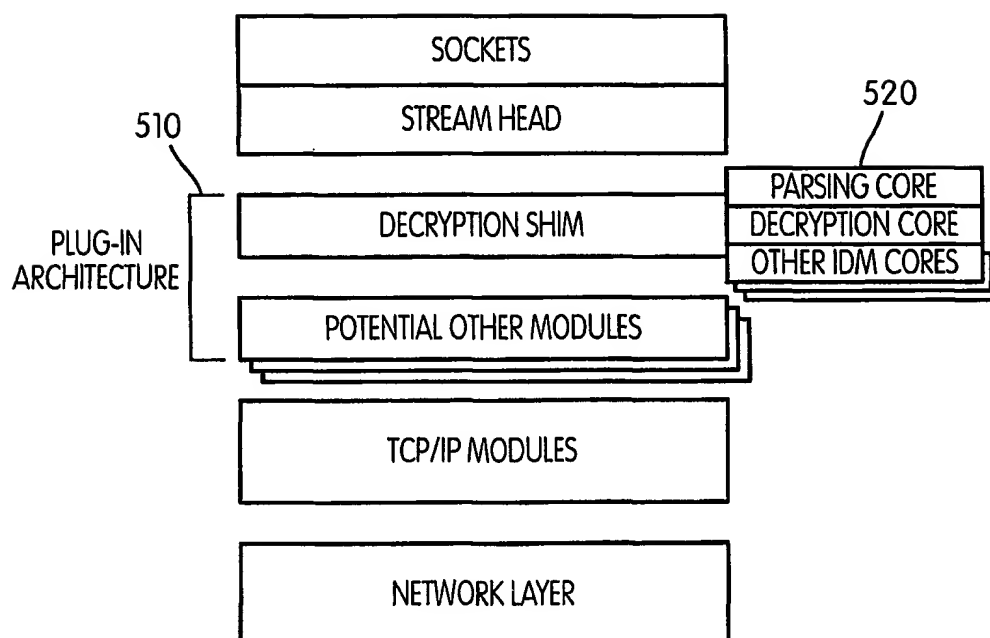 SOCKETS
STREAM HEAD
510
520
PLUG-IN
ARCHITECTURE
DECRYPTION SHIM
PARSING CORE
DECRYPTION CORE
OTHER IDM CORES
POTENTIAL OTHER MODULES
TCP/IP MODULES
NETWORK LAYER